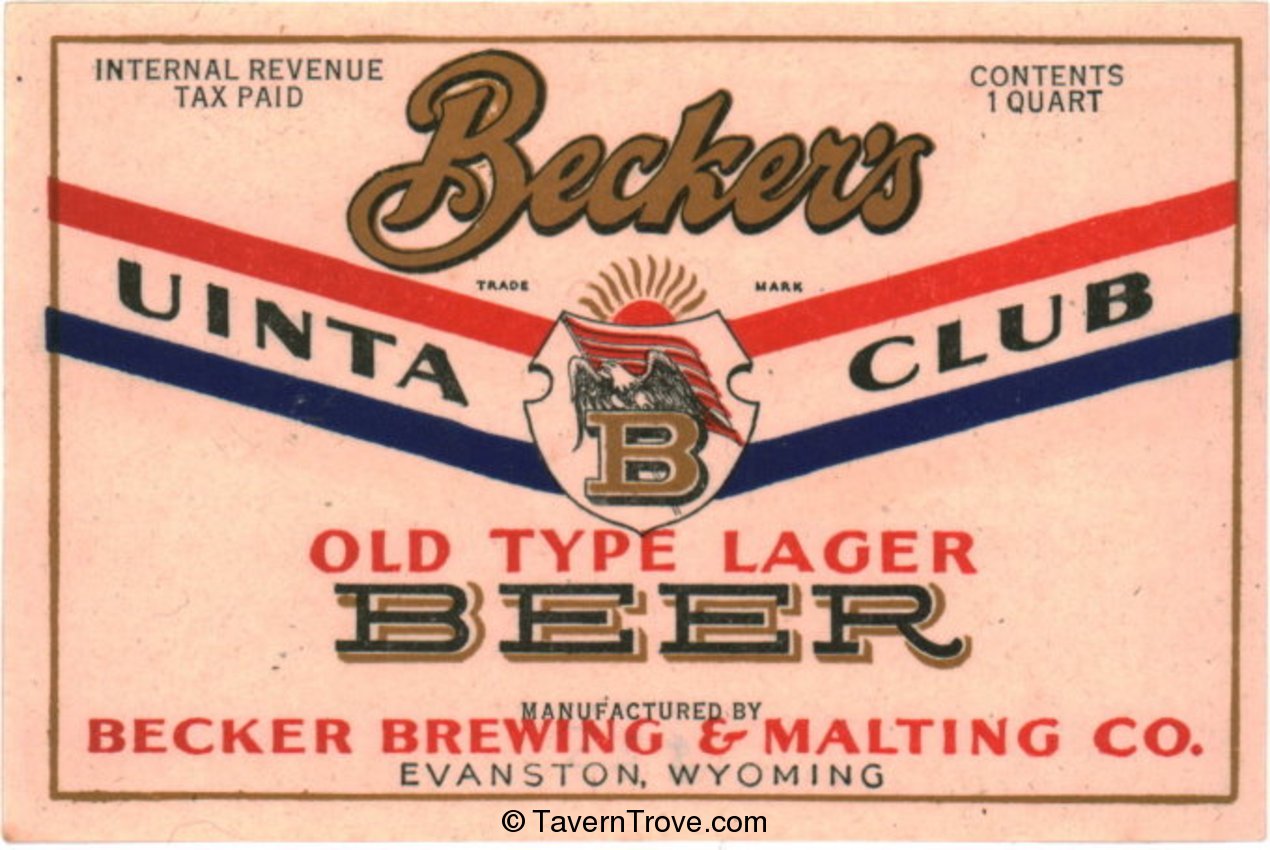 INTERNAL REVENUE
TAX PAID
CONTENTS
1 QUART
Becker's
TRADE MARK
UINTA CLUB
B
OLD TYPE LAGER
BEER
MANUFACTURED BY
BECKER BREWING & MALTING CO.
EVANSTON, WYOMING
© TavernTrove.com